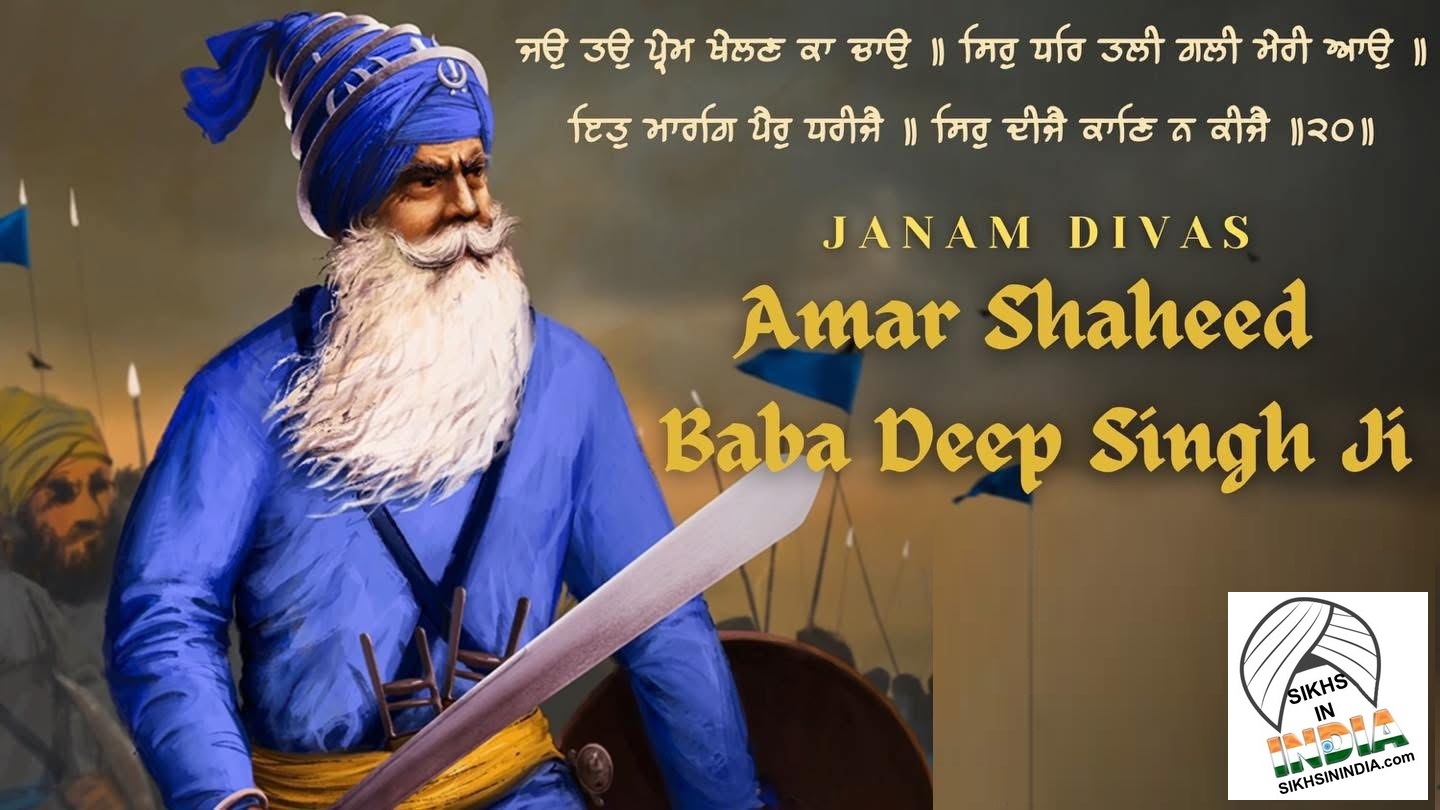 ਜਉ ਤਉ ਪ੍ਰੇਮ ਖੇਲਣ ਕਾ ਚਾਉ ॥ ਸਿਰੁ ਧਰਿ ਤਲੀ ਗਲੀ ਮੇਰੀ ਆਉ ॥
ਇਤੁ ਮਾਰਗਿ ਪੈਰੁ ਧਰੀਜੈ ॥ ਸਿਰੁ ਦੀਜੈ ਕਾਣਿ ਨ ਕੀਜੈ ॥੨੦॥
JANAM DIVAS
Amar Shaheed
Baba Deep Singh Ji
SIKHS
IN
INDIA
SIKHSININDIA.com